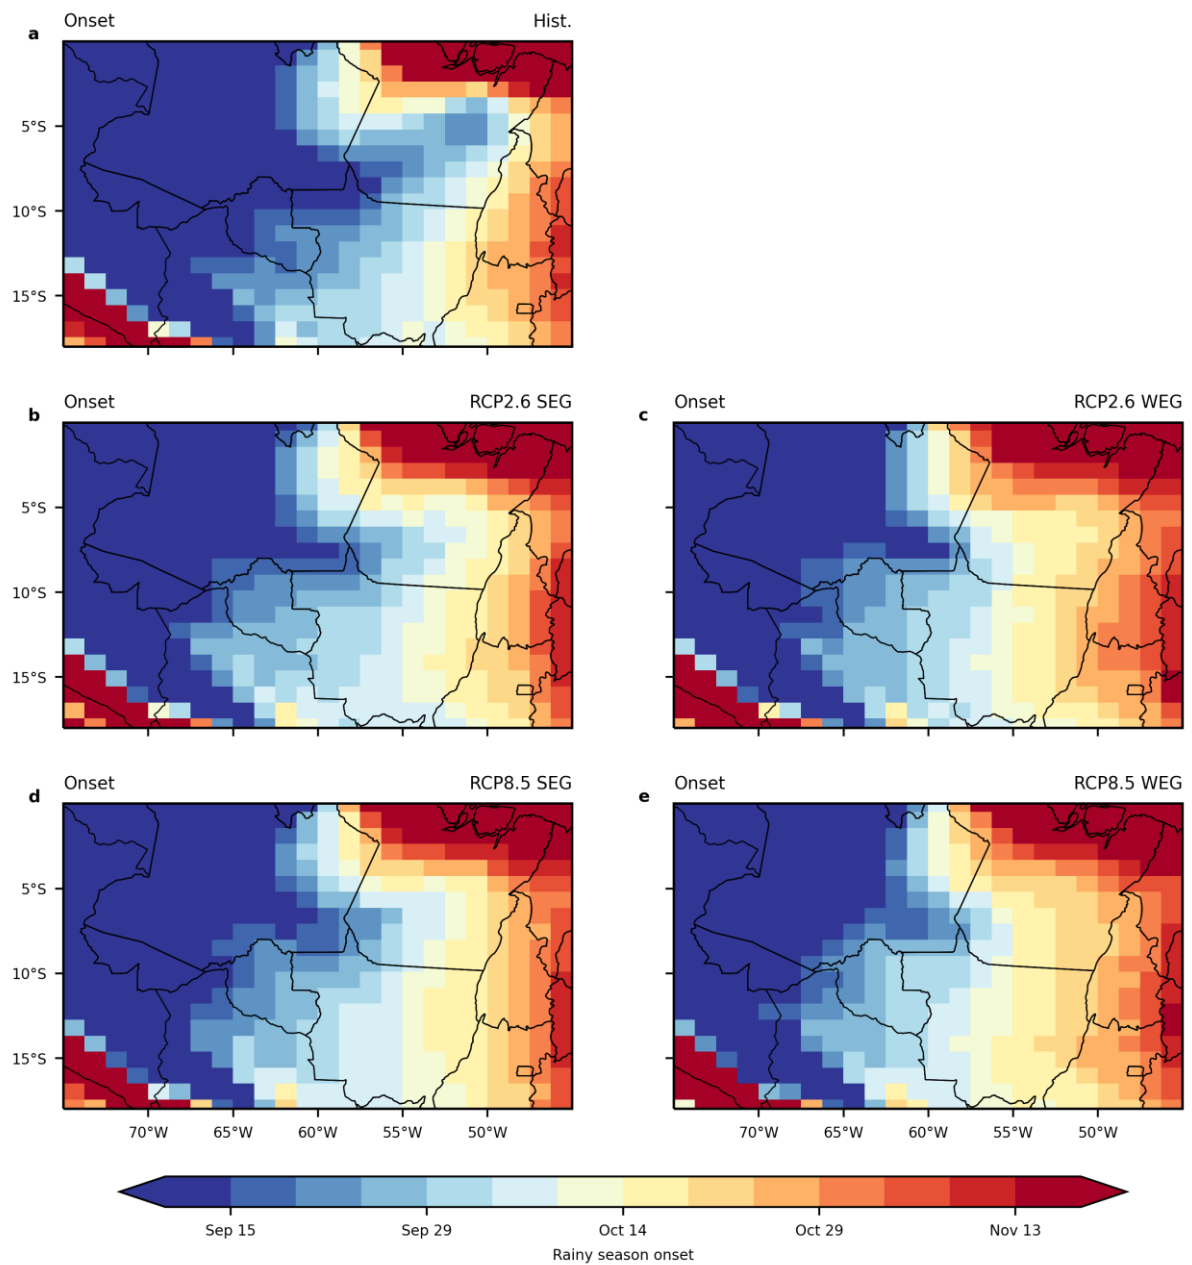 Onset Hist.
a
5°S
10°S
15°S
Onset RCP2.6 SEG
b
5°S
10°S
15°S
Onset RCP2.6 WEG
c
Onset RCP8.5 SEG
d
5°S
10°S
15°S
70°W 65°W 60°W 55°W 50°W
Onset RCP8.5 WEG
e
70°W 65°W 60°W 55°W 50°W
Sep 15 Sep 29 Oct 14 Oct 29 Nov 13
Rainy season onset